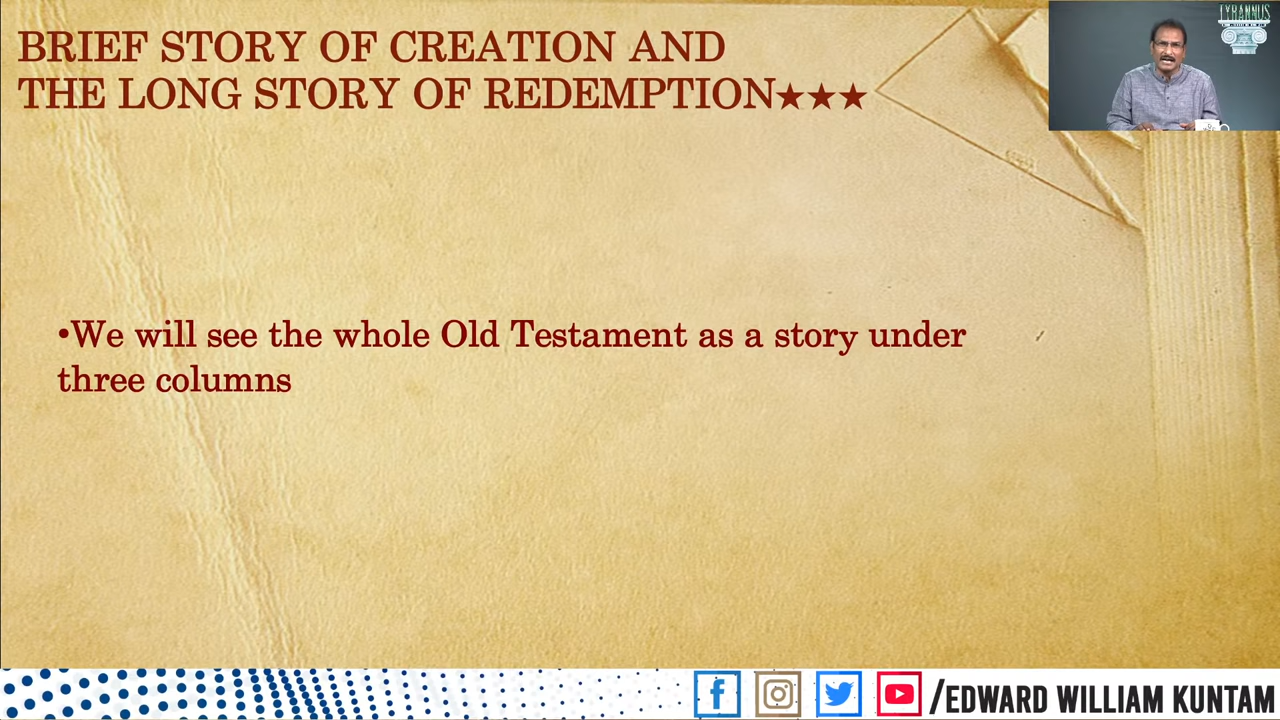 BRIEF STORY OF CREATION AND
THE LONG STORY OF REDEMPTION★★★
TYRANNUS
•We will see the whole Old Testament as a story under
three columns
/EDWARD WILLIAM KUNTAM